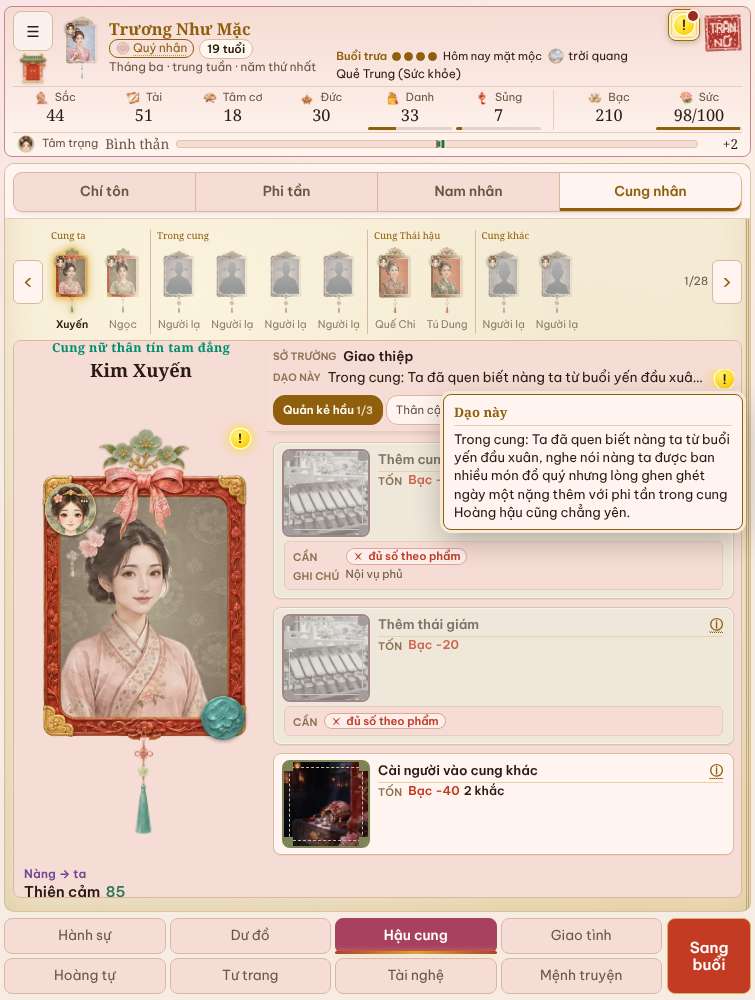 ☰
Trương Như Mặc
Quý nhân
19 tuổi
Tháng ba · trung tuần · năm thứ nhất
Buổi trưa
Hôm nay mặt mộc
trời quang
Quẻ Trung (Sức khỏe)
!
TRÂN NỮ
Sắc
44
Tài
51
Tâm cơ
18
Đức
30
Danh
33
Sủng
7
Bạc
210
Sức
98/100
Tâm trạng Bình thản +2
Chí tôn
Phi tần
Nam nhân
Cung nhân
Cung ta
Trong cung
Cung Thái hậu
Cung khác
‹
1/28
›
Xuyến
Ngọc
Người lạ
Người lạ
Người lạ
Người lạ
Quế Chi
Tú Dung
Người lạ
Người lạ
Cung nữ thân tín tam đẳng
Kim Xuyến
!
SỞ TRƯỜNG Giao thiệp
DẠO NÀY Trong cung: Ta đã quen biết nàng ta từ buổi yến đầu xuâ...
!
Quản kẻ hầu 1/3
Thân cậ
Dạo này
Trong cung: Ta đã quen biết nàng ta từ buổi
yến đầu xuân, nghe nói nàng ta được ban
nhiều món đồ quý nhưng lòng ghen ghét
ngày một nặng thêm với phi tần trong cung
Hoàng hậu cũng chẳng yên.
Thêm cun
TỐN Bạc -
CẦN × đủ số theo phẩm
GHI CHÚ Nội vụ phủ
Thêm thái giám
TỐN Bạc -20
CẦN × đủ số theo phẩm
Cài người vào cung khác
TỐN Bạc -40 2 khắc
Nàng → ta
Thiện cảm 85
Hành sự
Dư đồ
Hậu cung
Giao tình
Hoàng tự
Tư trang
Tài nghệ
Mệnh truyện
Sang
buổi